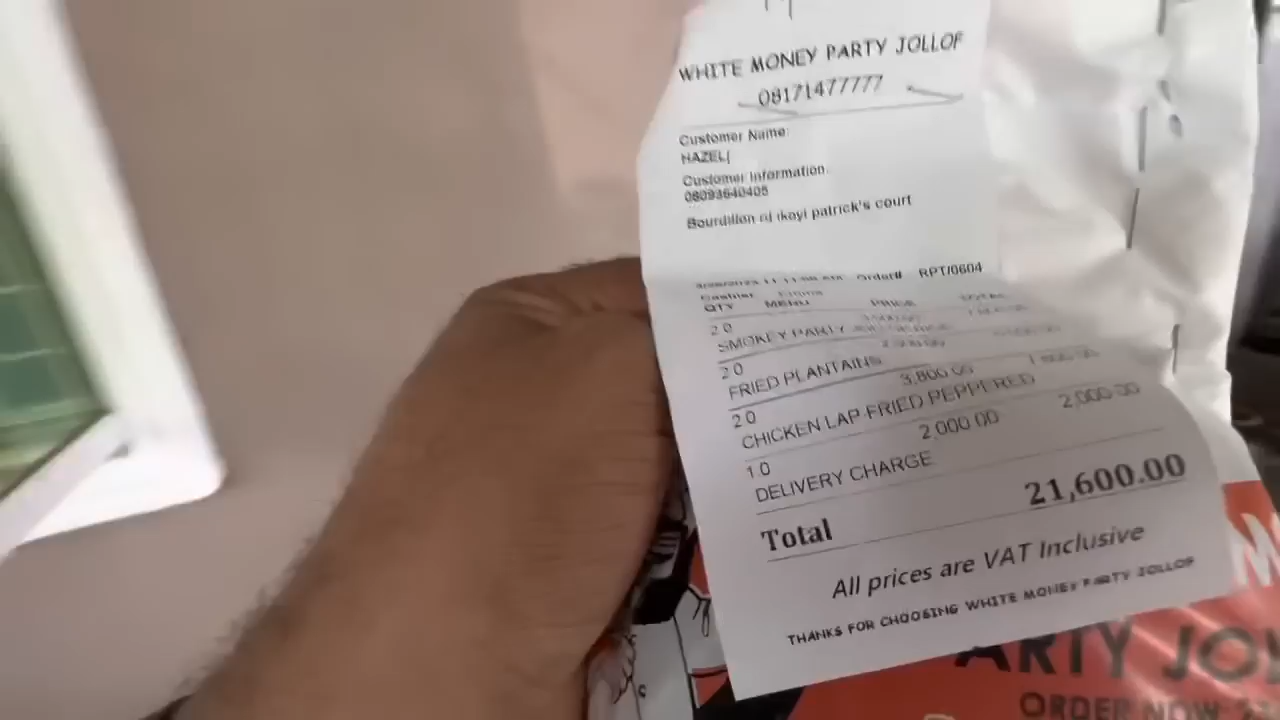 WHITE MONEY PARTY JOLLOF
08171477777
Customer Name:
HAZEL(
Customer Information:
08093640405
Bourdillon rd ikoyi patrick's court
Order# RPT/0604
Cashier
QTY MENU PRICE TOTAL
2.0
SMOKEY PARTY
2.0
FRIED PLANTAINS
3,800.00
2.0
CHICKEN LAP-FRIED PEPPERED
2,000.00 2,000.00
1.0
DELIVERY CHARGE
Total 21,600.00
All prices are VAT Inclusive
THANKS FOR CHOOSING WHITE MONEY PARTY JOLLOF
ARTY JO
ORDER NOW